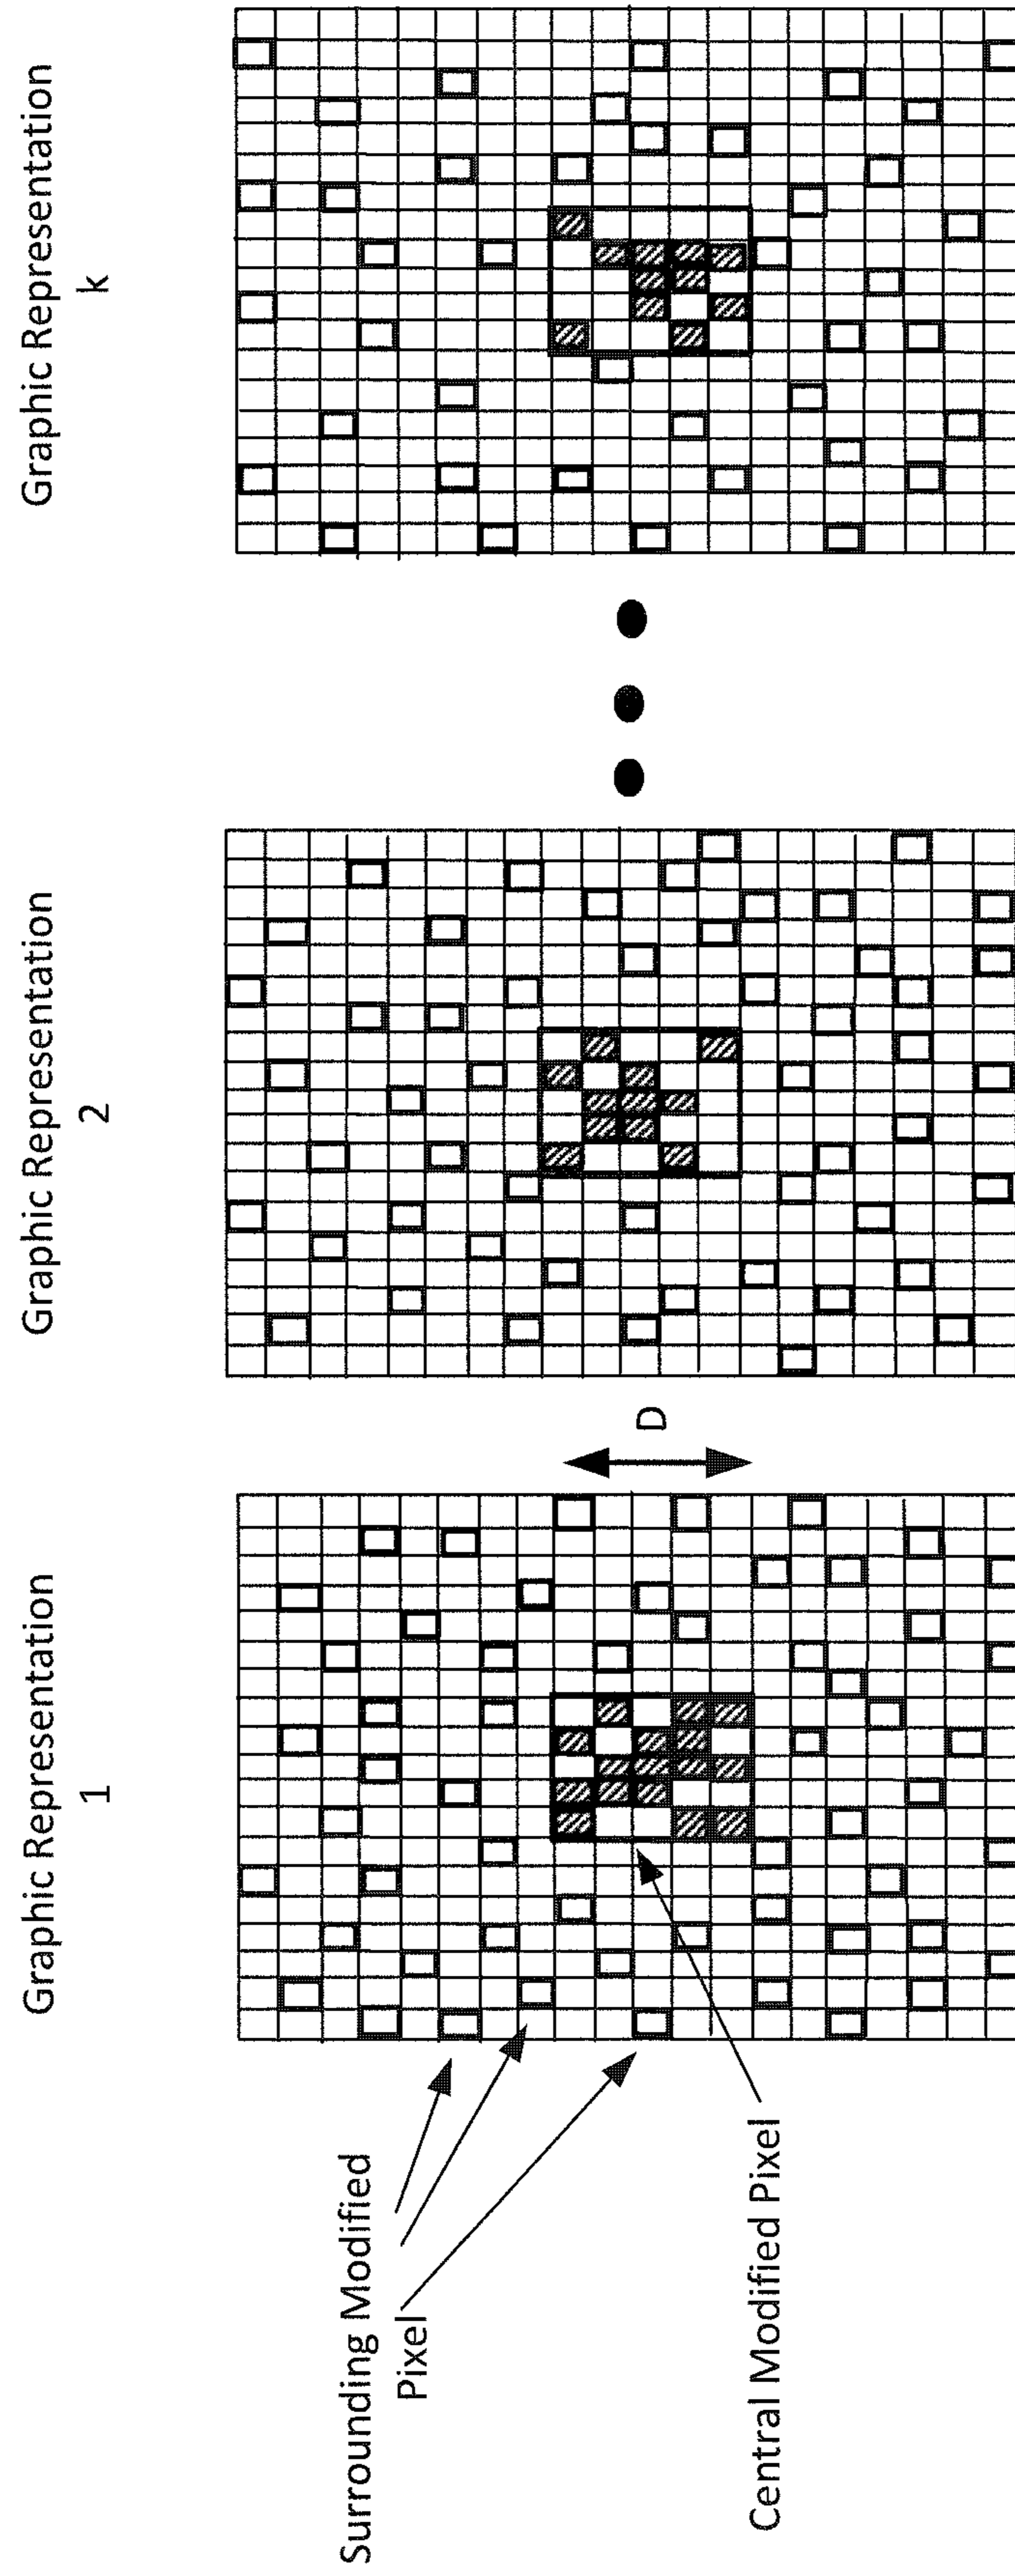 Graphic Representation
1
Graphic Representation
2
Graphic Representation
k
D
Surrounding Modified
Pixel
Central Modified Pixel